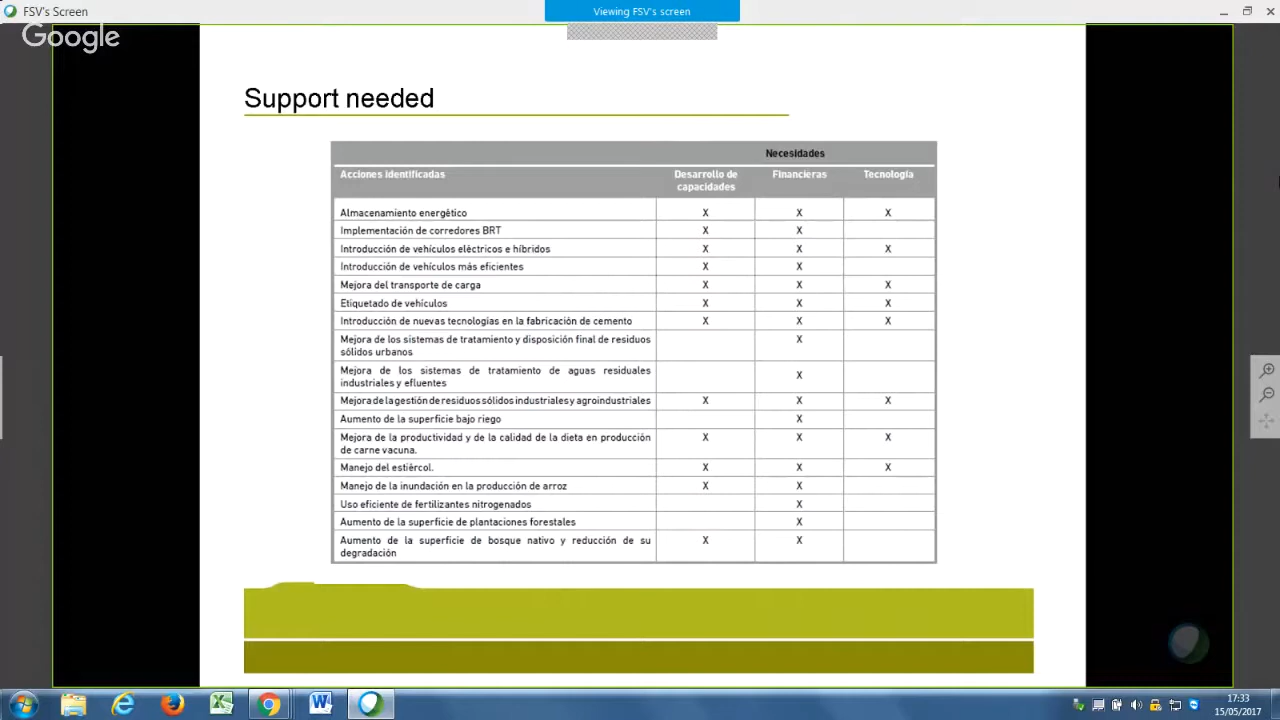 FSV's Screen
Viewing FSV's screen
Google
Support needed
Necesidades
Acciones identificadas Desarrollo de capacidades Financieras Tecnología
Almacenamiento energético X X X
Implementación de corredores BRT X X
Introducción de vehículos eléctricos e híbridos X X X
Introducción de vehículos más eficientes X X
Mejora del transporte de carga X X X
Etiquetado de vehículos X X X
Introducción de nuevas tecnologías en la fabricación de cemento X X X
Mejora de los sistemas de tratamiento y disposición final de residuos
sólidos urbanos X
Mejora de los sistemas de tratamiento de aguas residuales
industriales y efluentes X
Mejora de la gestión de residuos sólidos industriales y agroindustriales X X X
Aumento de la superficie bajo riego X
Mejora de la productividad y de la calidad de la dieta en producción
de carne vacuna. X X X
Manejo del estiércol. X X X
Manejo de la inundación en la producción de arroz X X
Uso eficiente de fertilizantes nitrogenados X
Aumento de la superficie de plantaciones forestales X
Aumento de la superficie de bosque nativo y reducción de su
degradación X X
17:33
15/05/2017